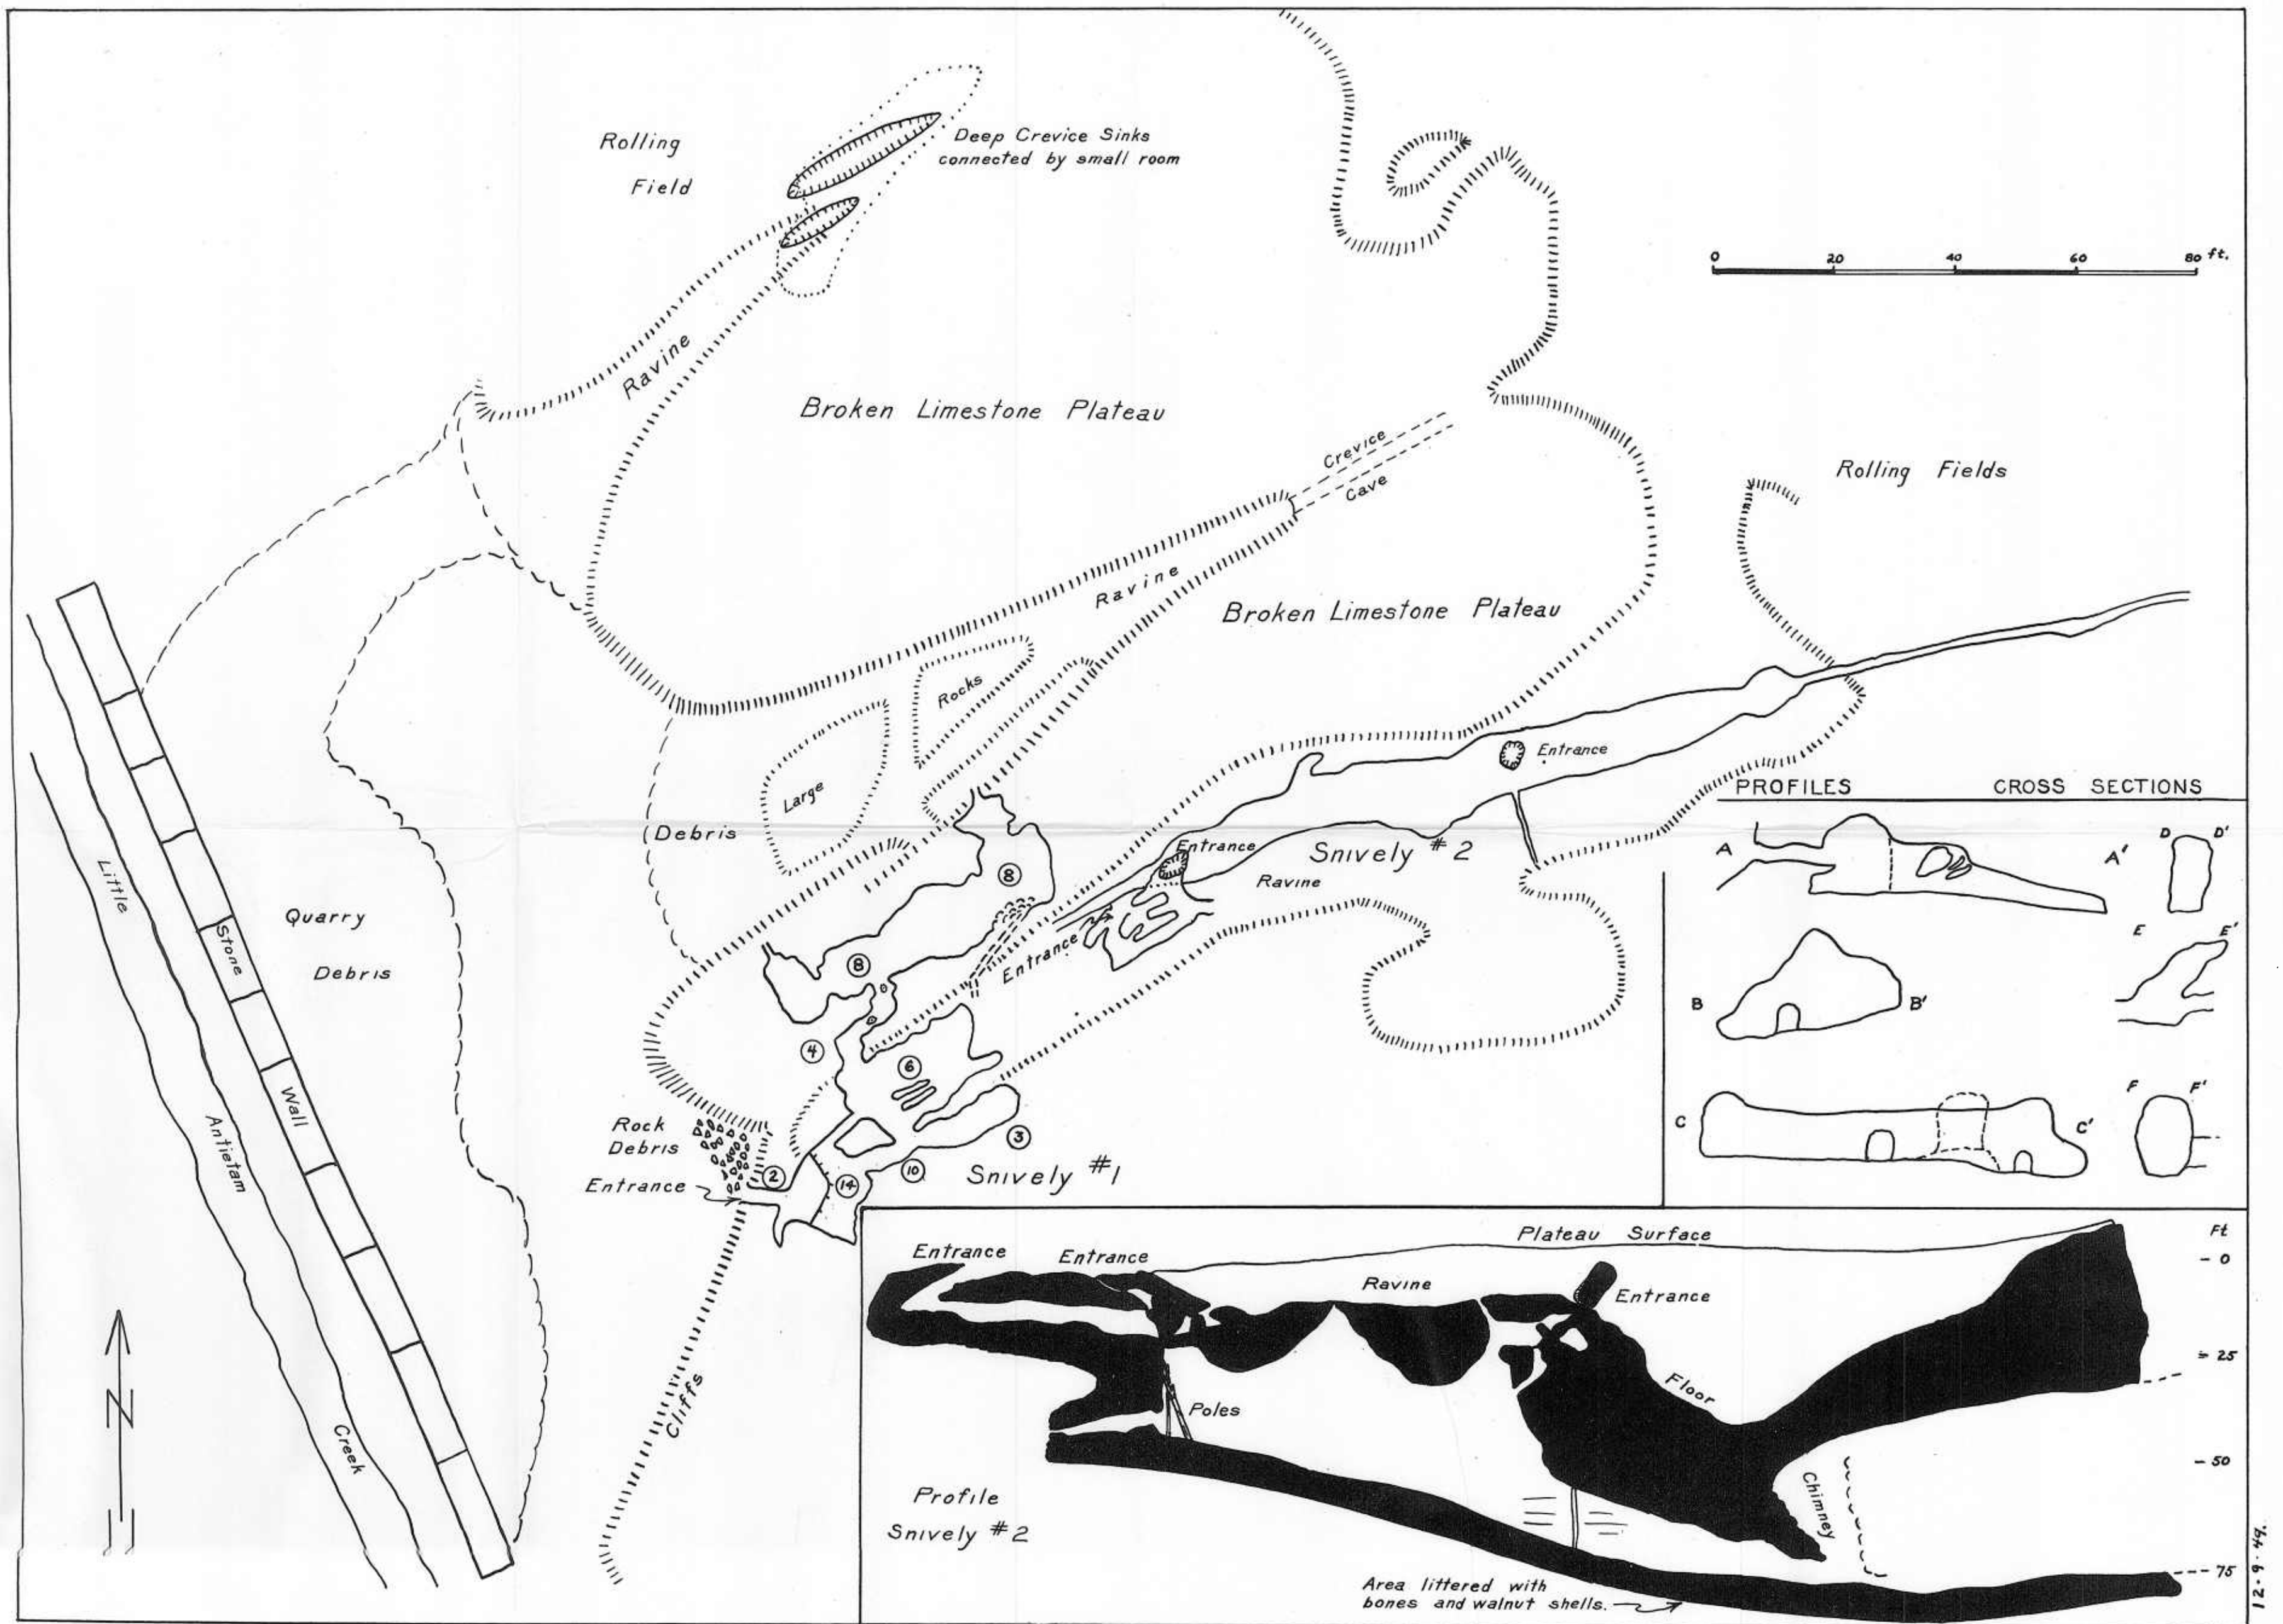 Rolling
Field
Deep Crevice Sinks
connected by small room
0 20 40 60 80 ft.
Ravine
Broken Limestone Plateau
Crevice
Cave
Rolling Fields
Ravine
Broken Limestone Plateau
Rocks
Large
Debris
Entrance
Entrance
Snively #2
Ravine
Entrance
8
8
4
6
3
10
14
2
Snively #1
Rock
Debris
Entrance
Cliffs
Quarry
Debris
Stone
Wall
Little
Antietam
Creek
N
PROFILES CROSS SECTIONS
A A' D D'
B B' E E'
C C' F F'
Plateau Surface
Entrance Entrance
Ravine
Entrance
Floor
Poles
Chimney
Ft
- 0
= 25
- 50
--- 75
Profile
Snively #2
Area littered with
bones and walnut shells.
12·9·49.